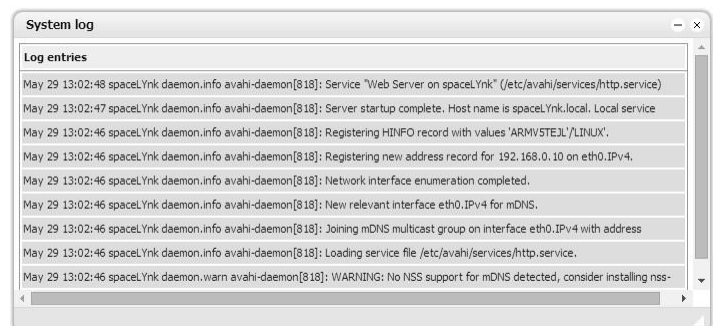 System log
Log entries
May 29 13:02:48 spaceLYnk daemon.info avahi-daemon[818]: Service "Web Server on spaceLYnk" (/etc/avahi/services/http.service)
May 29 13:02:47 spaceLYnk daemon.info avahi-daemon[818]: Server startup complete. Host name is spaceLYnk.local. Local service
May 29 13:02:46 spaceLYnk daemon.info avahi-daemon[818]: Registering HINFO record with values 'ARMV5TEJL'/'LINUX'.
May 29 13:02:46 spaceLYnk daemon.info avahi-daemon[818]: Registering new address record for 192.168.0.10 on eth0.IPv4.
May 29 13:02:46 spaceLYnk daemon.info avahi-daemon[818]: Network interface enumeration completed.
May 29 13:02:46 spaceLYnk daemon.info avahi-daemon[818]: New relevant interface eth0.IPv4 for mDNS.
May 29 13:02:46 spaceLYnk daemon.info avahi-daemon[818]: Joining mDNS multicast group on interface eth0.IPv4 with address
May 29 13:02:46 spaceLYnk daemon.info avahi-daemon[818]: Loading service file /etc/avahi/services/http.service.
May 29 13:02:46 spaceLYnk daemon.warn avahi-daemon[818]: WARNING: No NSS support for mDNS detected, consider installing nss-